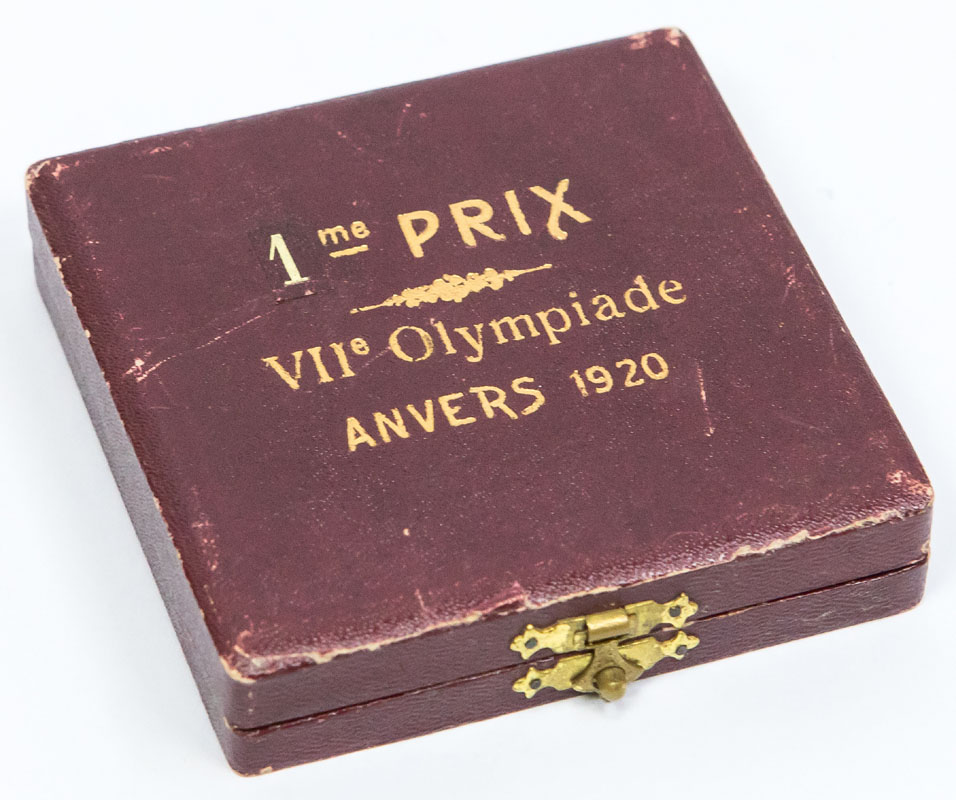 1me PRIX
VIIe Olympiade
ANVERS 1920